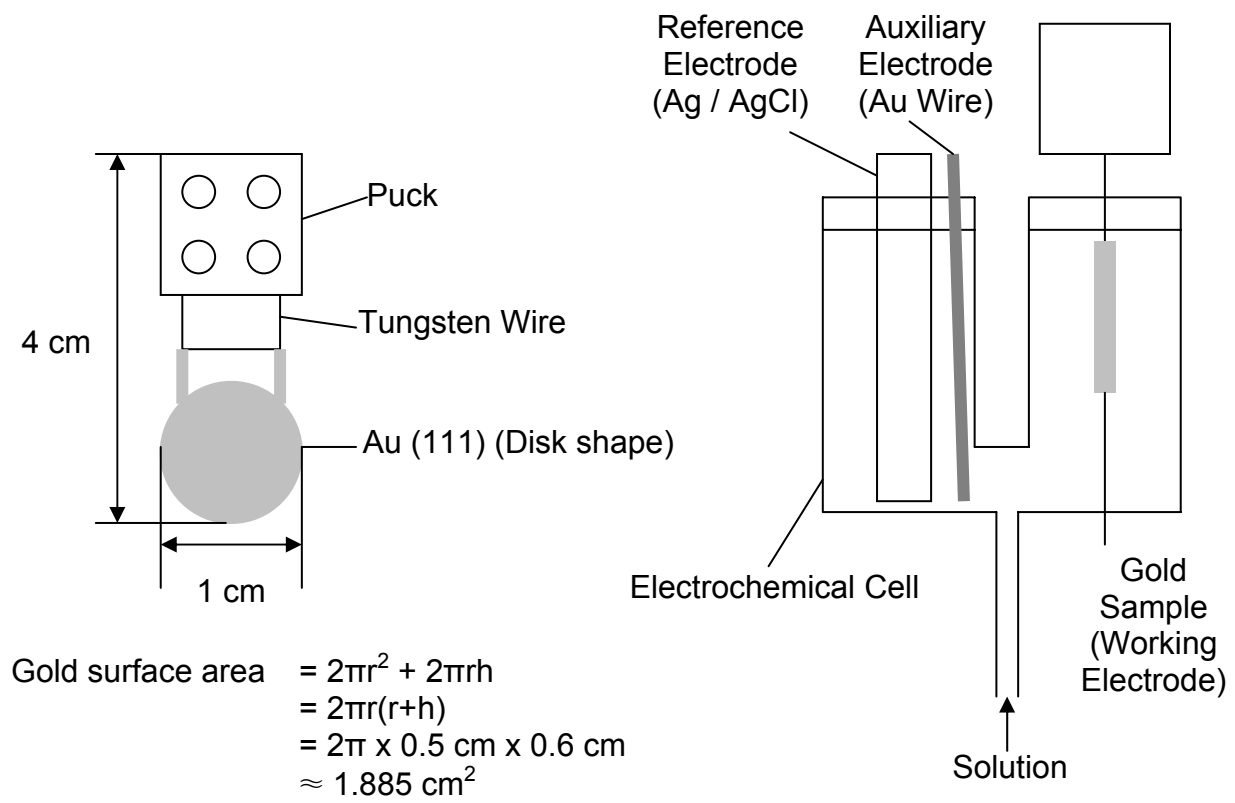 Puck
Tungsten Wire
4 cm
Au (111) (Disk shape)
1 cm
Gold surface area = 2πr² + 2πrh
= 2πr(r+h)
= 2π x 0.5 cm x 0.6 cm
≈ 1.885 cm²
Reference
Electrode
(Ag / AgCl)
Auxiliary
Electrode
(Au Wire)
Electrochemical Cell
Gold
Sample
(Working
Electrode)
Solution